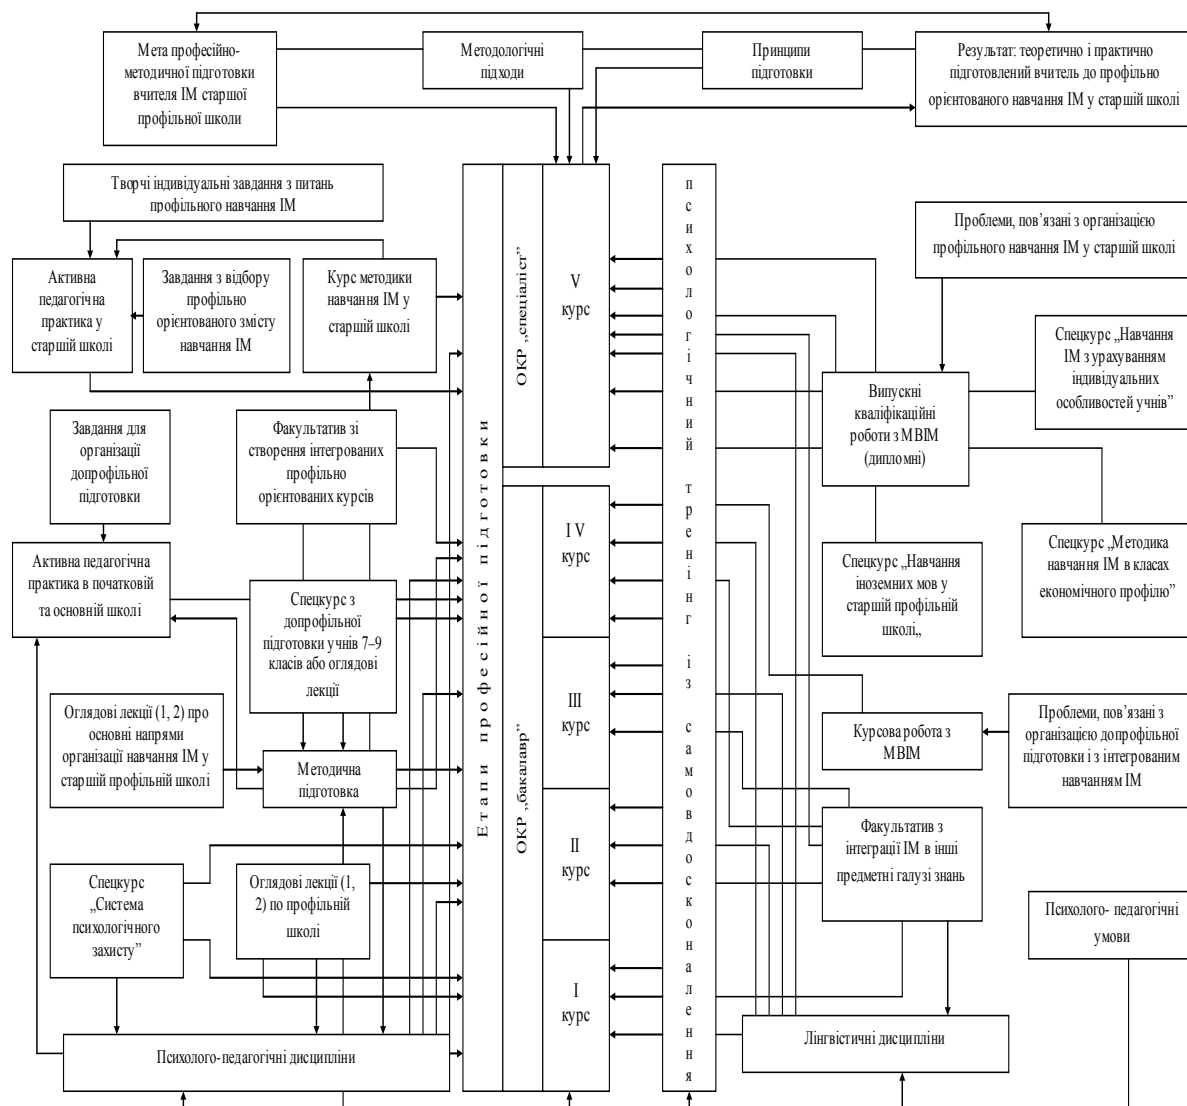 Мета професійно-
методичної підготовки
вчителя ІМ старшої
профільної школи
Методологічні
підходи
Принципи
підготовки
Результат: теоретично і практично
підготовлений вчитель до профільно
орієнтованого навчання ІМ у старшій школі
Творчі індивідуальні завдання з питань
профільного навчання ІМ
Активна
педагогічна
практика у
старшій школі
Завдання з відбору
профільно
орієнтованого змісту
навчання ІМ
Курс методики
навчання ІМ у
старшій школі
Завдання для
організації
допрофільної
підготовки
Факультатив зі
створення інтегрованих
профільно
орієнтованих курсів
Активна педагогічна
практика в початковій
та основній школі
Спецкурс з
допрофільної
підготовки учнів 7–9
класів або оглядові
лекції
Оглядові лекції (1, 2) про
основні напрями
організації навчання ІМ у
старшій профільній школі
Методична
підготовка
Спецкурс
„Система
психологічного
захисту”
Оглядові лекції (1,
2) по профільній
школі
Психолого-педагогічні дисципліни
Етапи професійної підготовки
ОКР „спеціаліст”
ОКР „бакалавр”
V
курс
I V
курс
III
курс
II
курс
I
курс
психологічний тренінг із самовдосконалення
Проблеми, пов’язані з організацією
профільного навчання ІМ у старшій школі
Випускні
кваліфікаційні
роботи з МВІМ
(дипломні)
Спецкурс „Навчання
ІМ з урахуванням
індивідуальних
особливостей учнів”
Спецкурс „Навчання
іноземних мов у
старшій профільній
школі„
Спецкурс „Методика
навчання ІМ в класах
економічного профілю”
Курсова робота з
МВІМ
Проблеми, пов’язані з
організацією допрофільної
підготовки і з інтегрованим
навчанням ІМ
Факультатив з
інтеграції ІМ в інші
предметні галузі знань
Психолого- педагогічні
умови
Лінгвістичні дисципліни